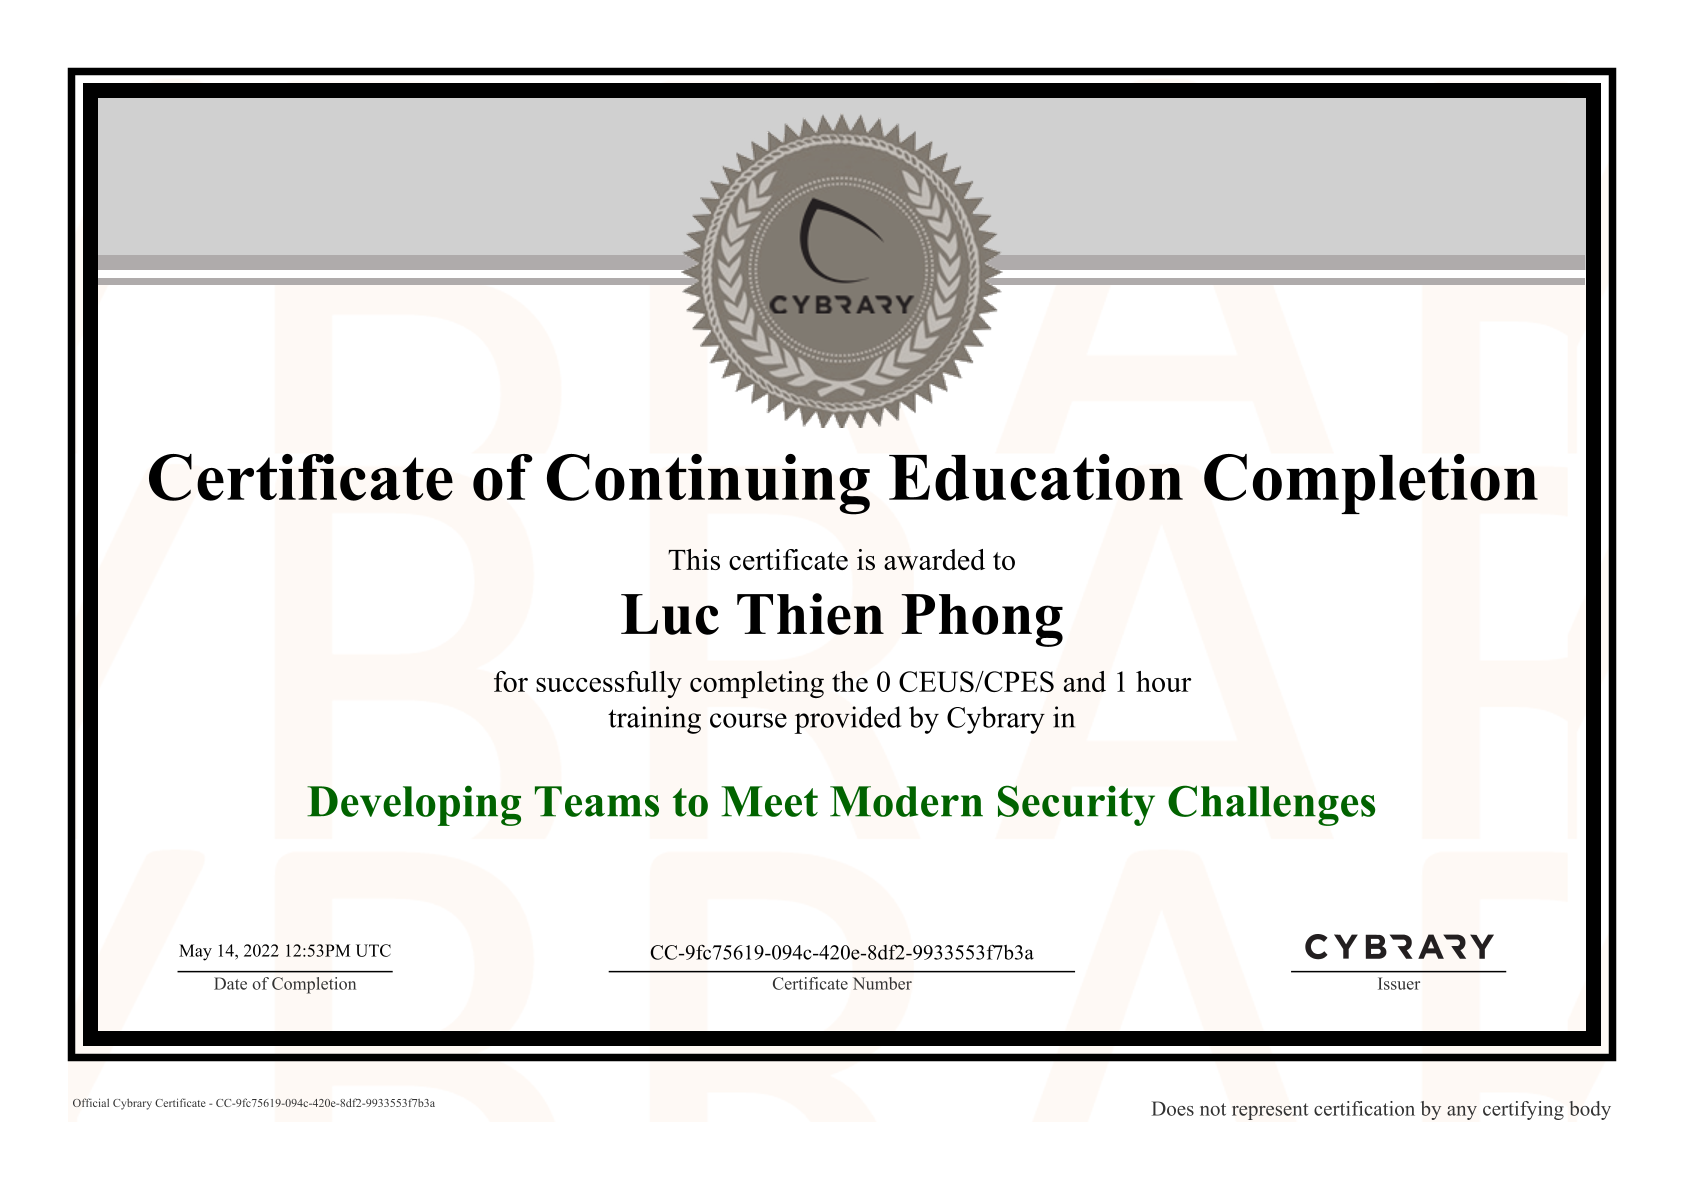 CYBRARY
Certificate of Continuing Education Completion
This certificate is awarded to
Luc Thien Phong
for successfully completing the 0 CEUS/CPES and 1 hour
training course provided by Cybrary in
Developing Teams to Meet Modern Security Challenges
May 14, 2022 12:53PM UTC
Date of Completion
CC-9fc75619-094c-420e-8df2-9933553f7b3a
Certificate Number
CYBRARY
Issuer
Official Cybrary Certificate - CC-9fc75619-094c-420e-8df2-9933553f7b3a
Does not represent certification by any certifying body